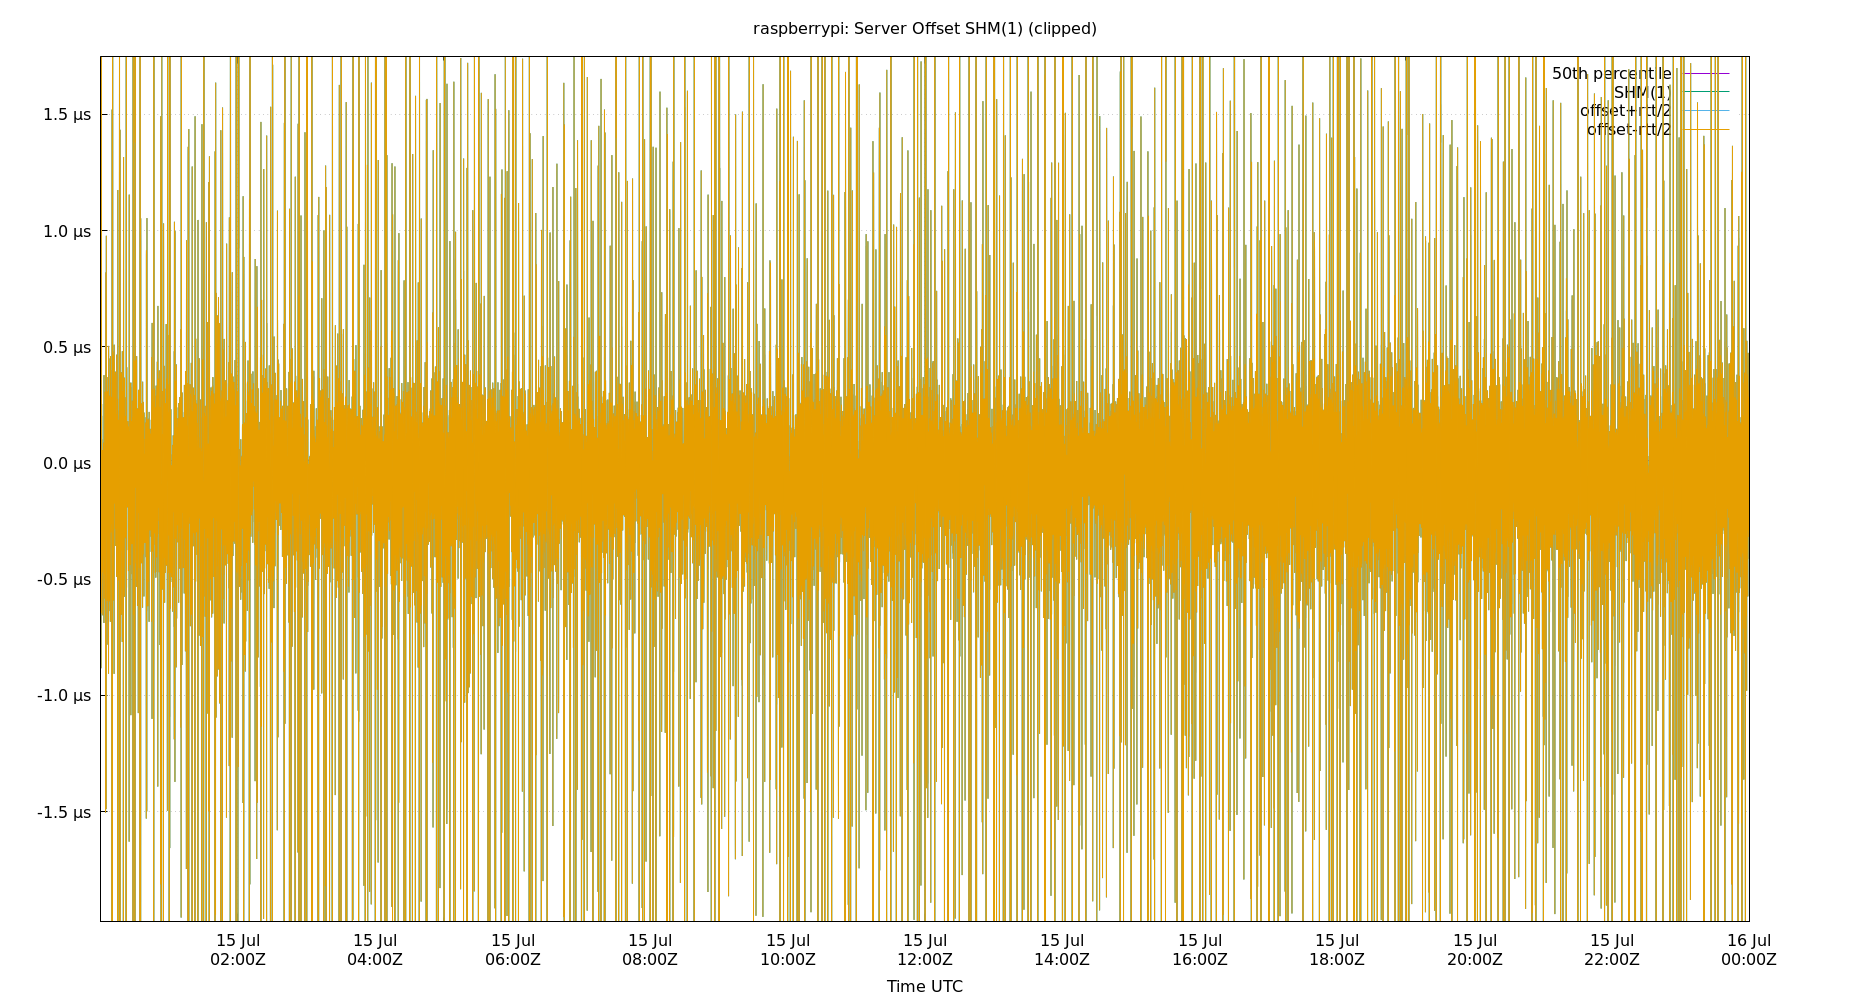 raspberrypi: Server Offset SHM(1) (clipped)
50th percentile
SHM(1)
offset+rtt/2
offset-rtt/2
1.5 µs
1.0 µs
0.5 µs
0.0 µs
-0.5 µs
-1.0 µs
-1.5 µs
15 Jul 15 Jul 15 Jul 15 Jul 15 Jul 15 Jul 15 Jul 15 Jul 15 Jul 15 Jul 15 Jul 16 Jul
02:00Z 04:00Z 06:00Z 08:00Z 10:00Z 12:00Z 14:00Z 16:00Z 18:00Z 20:00Z 22:00Z 00:00Z
Time UTC